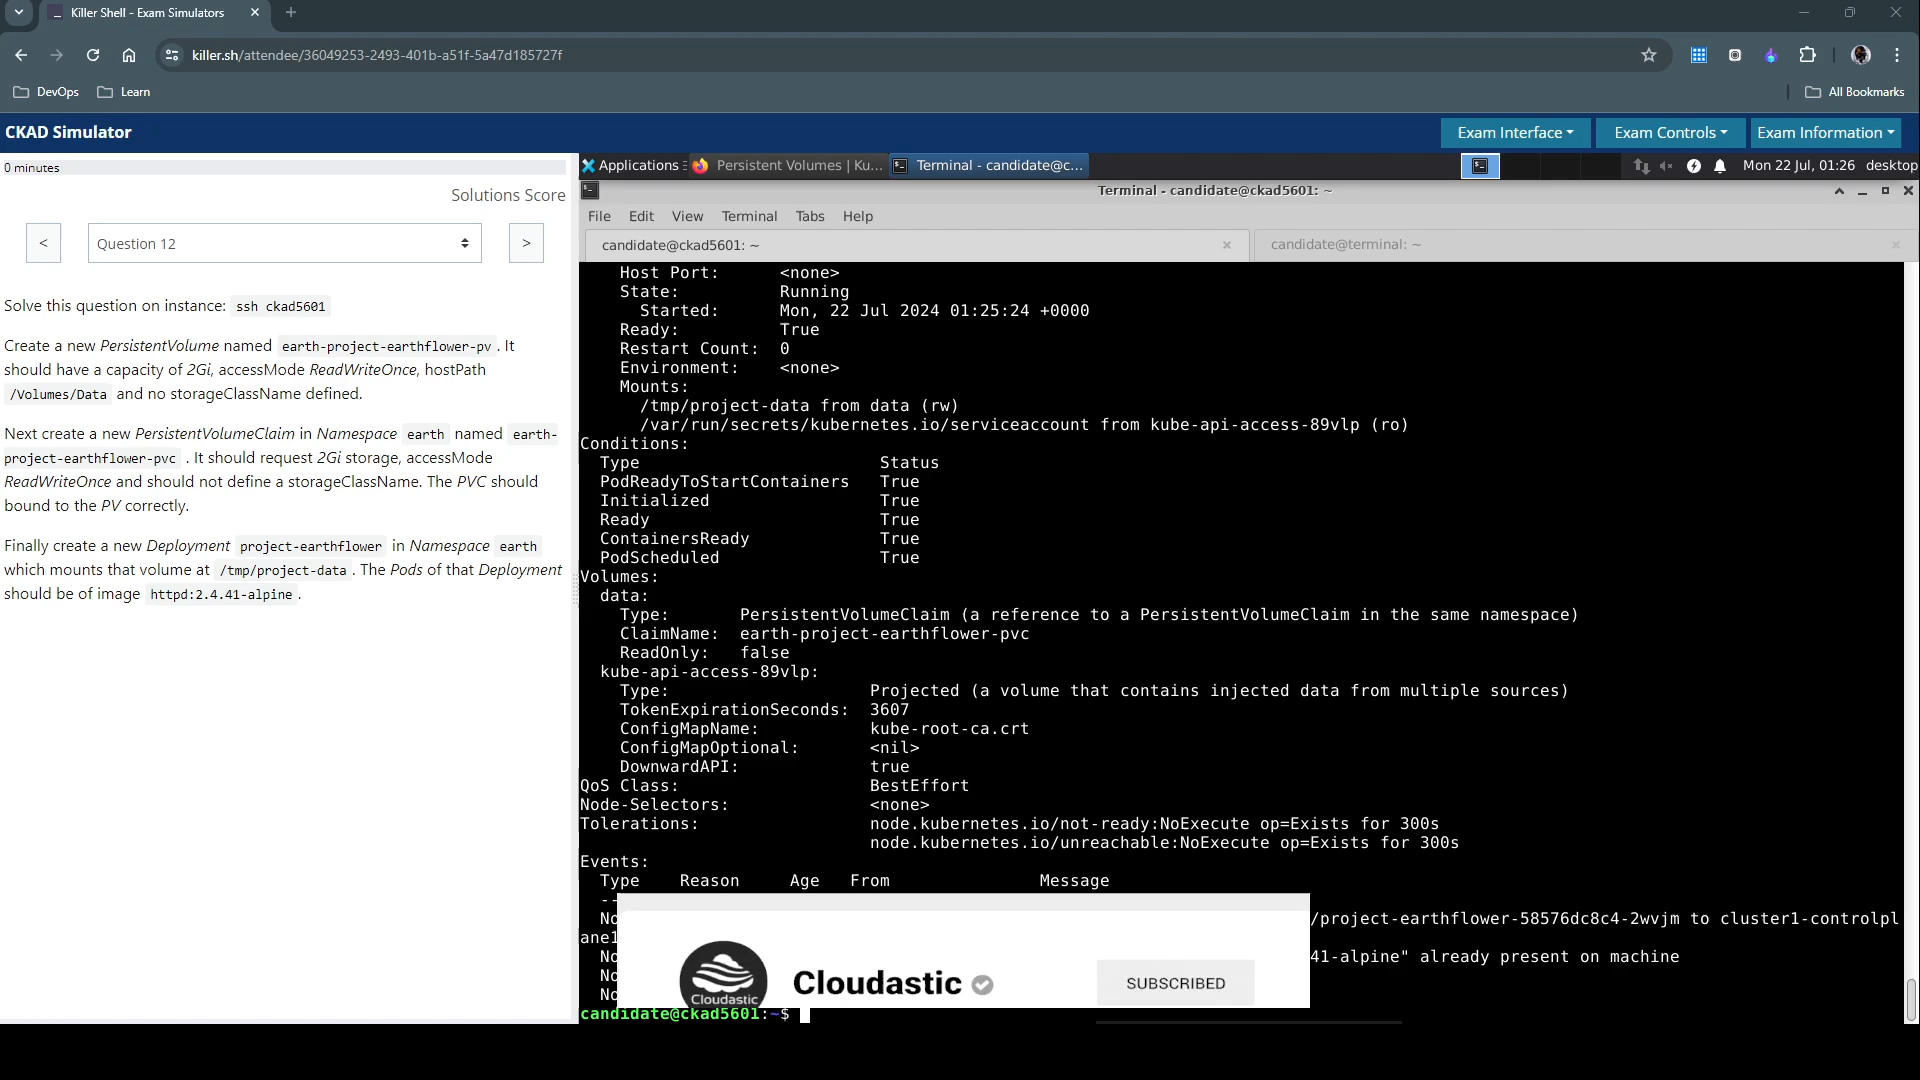 Killer Shell - Exam Simulators
killer.sh/attendee/36049253-2493-401b-a51f-5a47d185727f
DevOps Learn All Bookmarks
CKAD Simulator Exam Interface Exam Controls Exam Information
0 minutes
Solutions Score
< Question 12 >
Solve this question on instance: ssh ckad5601
Create a new PersistentVolume named earth-project-earthflower-pv. It
should have a capacity of 2Gi, accessMode ReadWriteOnce, hostPath
/Volumes/Data and no storageClassName defined.
Next create a new PersistentVolumeClaim in Namespace earth named earth-
project-earthflower-pvc . It should request 2Gi storage, accessMode
ReadWriteOnce and should not define a storageClassName. The PVC should
bound to the PV correctly.
Finally create a new Deployment project-earthflower in Namespace earth
which mounts that volume at /tmp/project-data. The Pods of that Deployment
should be of image httpd:2.4.41-alpine.
Applications Persistent Volumes | Ku... Terminal - candidate@c... Mon 22 Jul, 01:26 desktop
Terminal - candidate@ckad5601: ~
File Edit View Terminal Tabs Help
candidate@ckad5601: ~ candidate@terminal: ~
Host Port: <none>
State: Running
Started: Mon, 22 Jul 2024 01:25:24 +0000
Ready: True
Restart Count: 0
Environment: <none>
Mounts:
/tmp/project-data from data (rw)
/var/run/secrets/kubernetes.io/serviceaccount from kube-api-access-89vlp (ro)
Conditions:
Type Status
PodReadyToStartContainers True
Initialized True
Ready True
ContainersReady True
PodScheduled True
Volumes:
data:
Type: PersistentVolumeClaim (a reference to a PersistentVolumeClaim in the same namespace)
ClaimName: earth-project-earthflower-pvc
ReadOnly: false
kube-api-access-89vlp:
Type: Projected (a volume that contains injected data from multiple sources)
TokenExpirationSeconds: 3607
ConfigMapName: kube-root-ca.crt
ConfigMapOptional: <nil>
DownwardAPI: true
QoS Class: BestEffort
Node-Selectors: <none>
Tolerations: node.kubernetes.io/not-ready:NoExecute op=Exists for 300s
node.kubernetes.io/unreachable:NoExecute op=Exists for 300s
Events:
Type Reason Age From Message
--
No /project-earthflower-58576dc8c4-2wvjm to cluster1-controlpl
ane1
No 41-alpine" already present on machine
No
No
Cloudastic
Cloudastic
SUBSCRIBED
candidate@ckad5601:~$